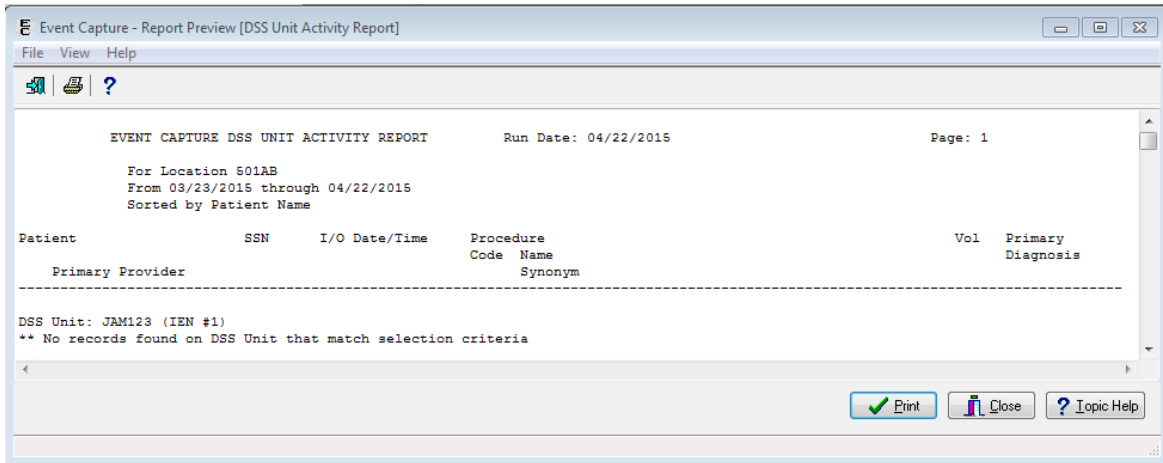 Event Capture - Report Preview [DSS Unit Activity Report]
File View Help
?
EVENT CAPTURE DSS UNIT ACTIVITY REPORT Run Date: 04/22/2015 Page: 1
For Location 501AB
From 03/23/2015 through 04/22/2015
Sorted by Patient Name
Patient SSN I/O Date/Time Procedure Vol Primary
Code Name Diagnosis
Primary Provider Synonym
DSS Unit: JAM123 (IEN #1)
** No records found on DSS Unit that match selection criteria
Print Close ? Topic Help